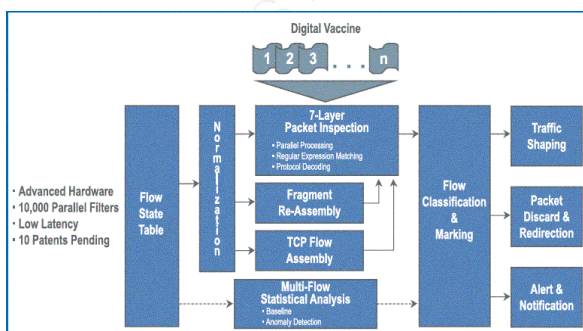 Digital Vaccine
1 2 3 . . . n
7-Layer
Packet Inspection
• Parallel Processing
• Regular Expression Matching
• Protocol Decoding
Normalization
Fragment
Re-Assembly
TCP Flow
Assembly
Multi-Flow
Statistical Analysis
• Baseline
• Anomaly Detection
• Advanced Hardware
• 10,000 Parallel Filters
• Low Latency
• 10 Patents Pending
Flow
State
Table
Flow
Classification
&
Marking
Traffic
Shaping
Packet
Discard &
Redirection
Alert &
Notification